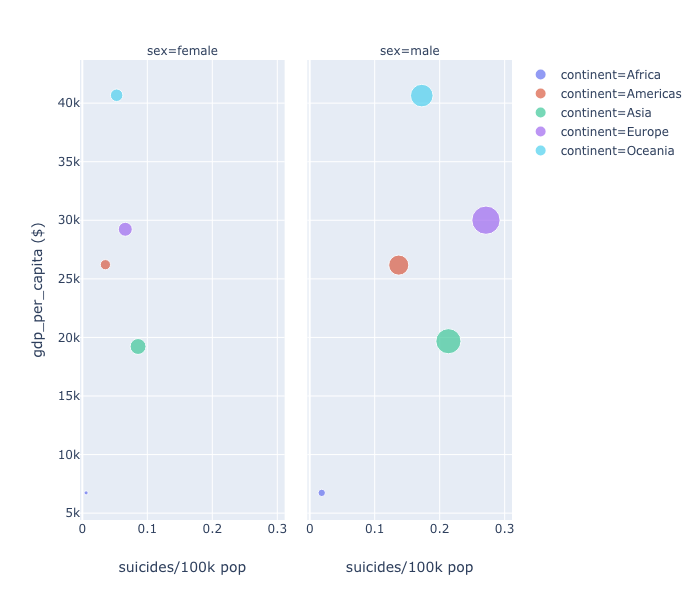 sex=female
sex=male
continent=Africa
continent=Americas
continent=Asia
continent=Europe
continent=Oceania
gdp_per_capita ($)
40k
35k
30k
25k
20k
15k
10k
5k
0
0.1
0.2
0.3
0
0.1
0.2
0.3
suicides/100k pop
suicides/100k pop